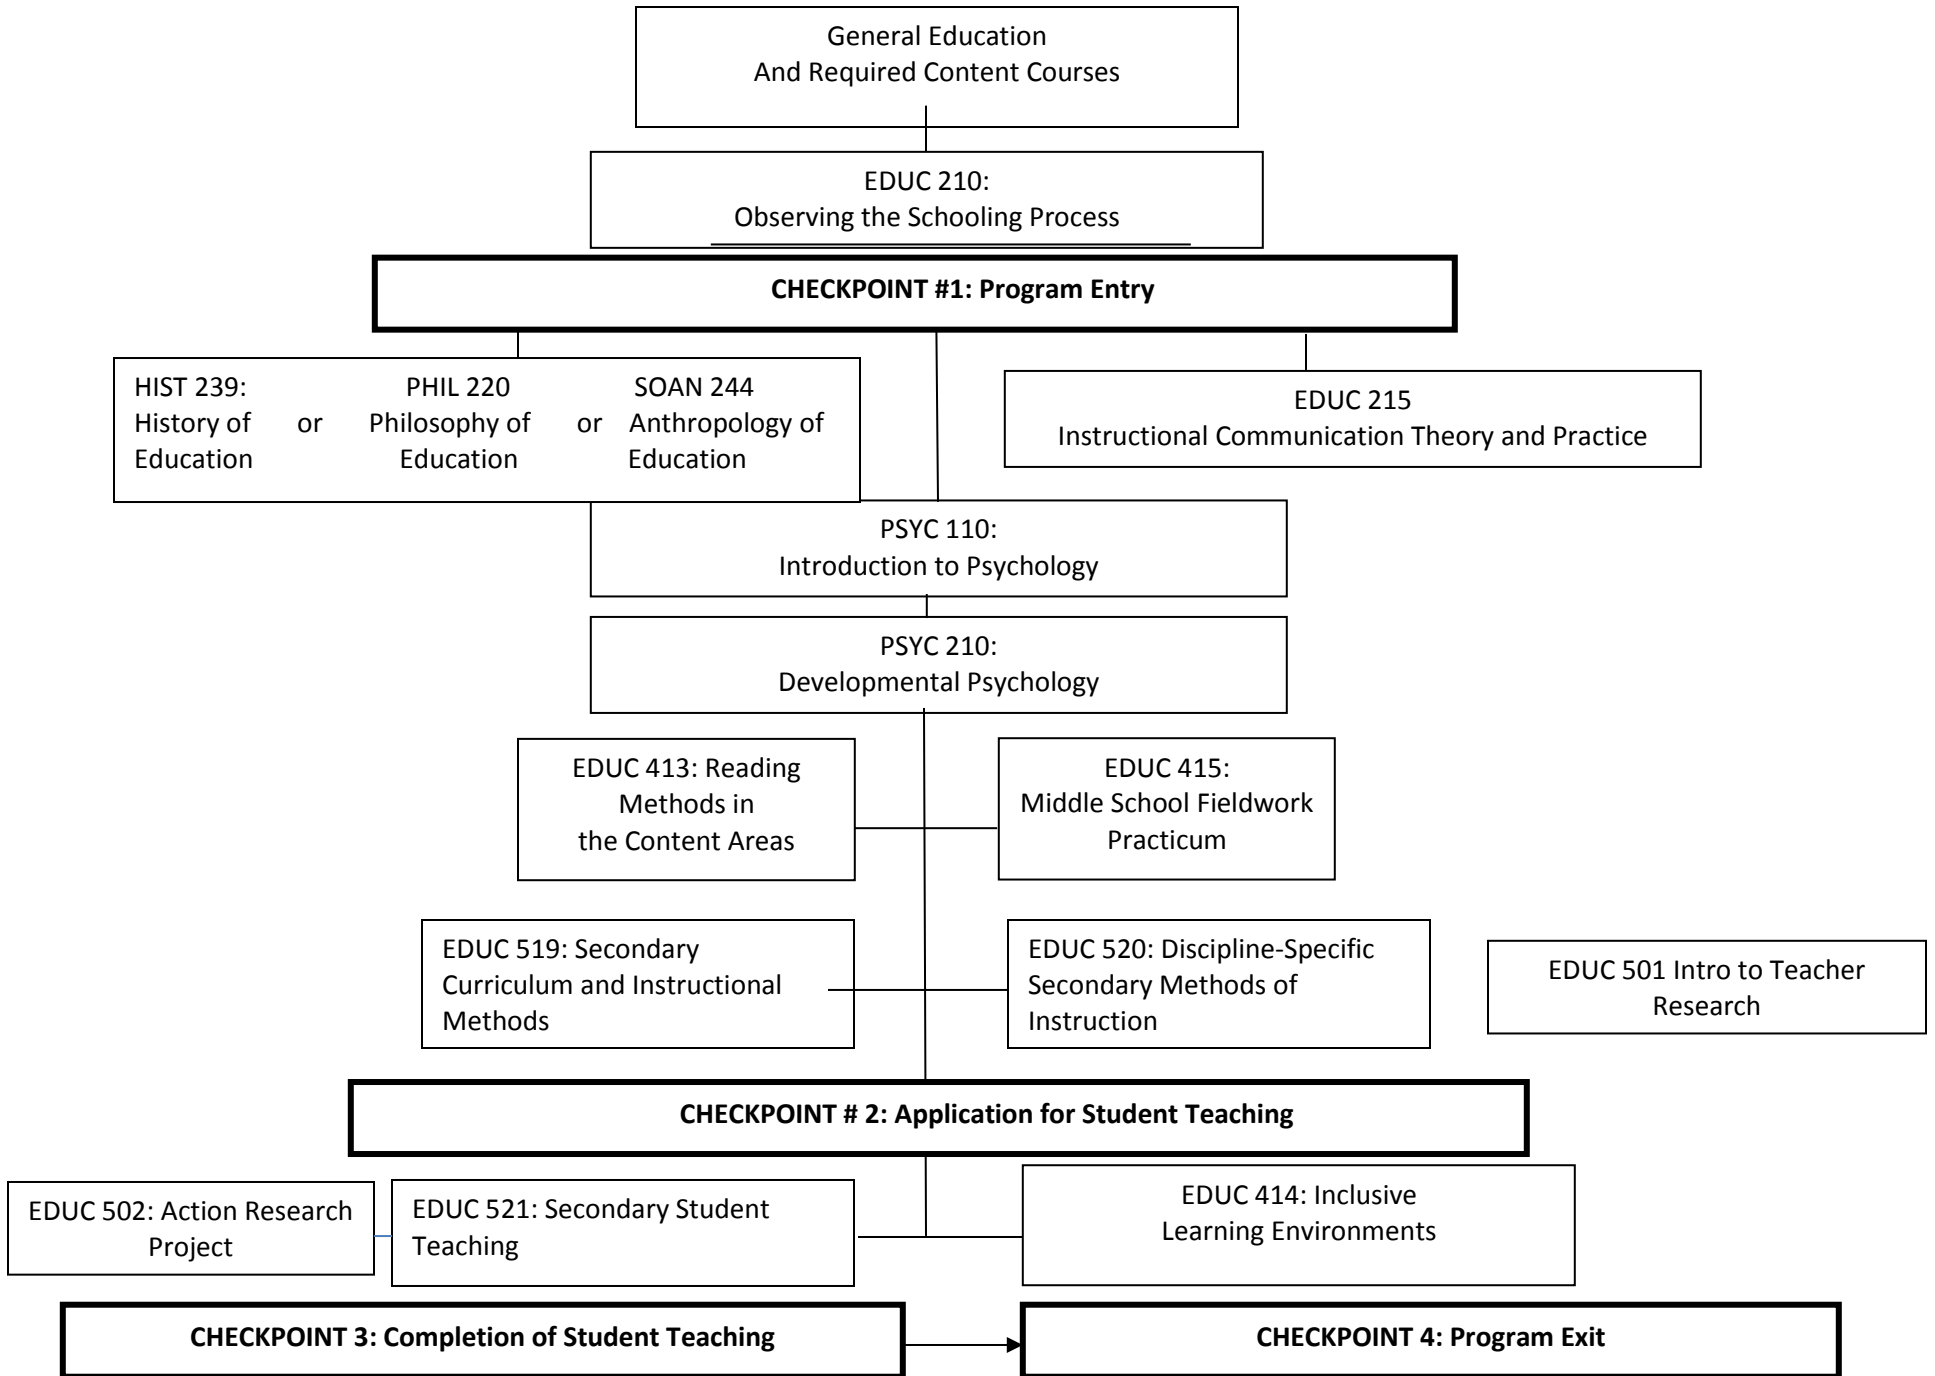 General Education
And Required Content Courses
EDUC 210:
Observing the Schooling Process
CHECKPOINT #1: Program Entry
HIST 239: PHIL 220 SOAN 244
History of or Philosophy of or Anthropology of
Education Education Education
EDUC 215
Instructional Communication Theory and Practice
PSYC 110:
Introduction to Psychology
PSYC 210:
Developmental Psychology
EDUC 413: Reading
Methods in
the Content Areas
EDUC 415:
Middle School Fieldwork
Practicum
EDUC 519: Secondary
Curriculum and Instructional
Methods
EDUC 520: Discipline-Specific
Secondary Methods of
Instruction
EDUC 501 Intro to Teacher
Research
CHECKPOINT # 2: Application for Student Teaching
EDUC 502: Action Research
Project
EDUC 521: Secondary Student
Teaching
EDUC 414: Inclusive
Learning Environments
CHECKPOINT 3: Completion of Student Teaching
CHECKPOINT 4: Program Exit